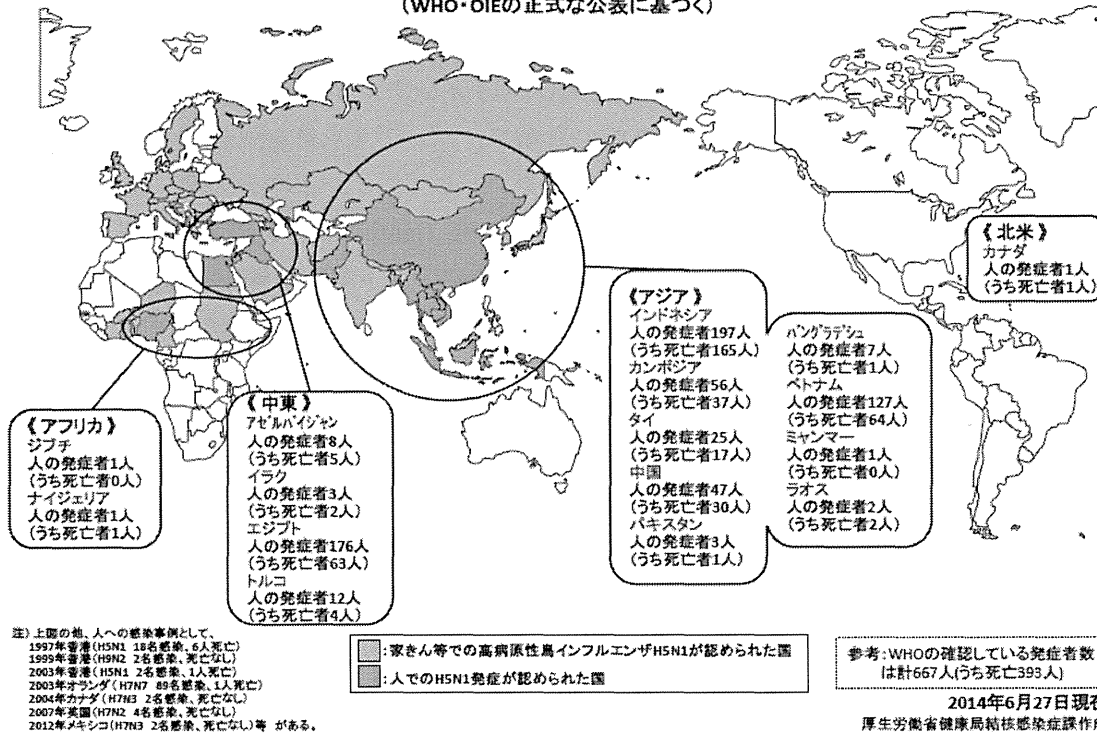 (WHO・OIEの正式な公表に基づく)
《北米》
カナダ
人の発症者1人
(うち死亡者1人)
《アジア》
インドネシア
人の発症者197人
(うち死亡者165人)
カンボジア
人の発症者56人
(うち死亡者37人)
タイ
人の発症者25人
(うち死亡者17人)
中国
人の発症者47人
(うち死亡者30人)
パキスタン
人の発症者3人
(うち死亡者1人)
バングラデシュ
人の発症者7人
(うち死亡者1人)
ベトナム
人の発症者127人
(うち死亡者64人)
ミャンマー
人の発症者1人
(うち死亡者0人)
ラオス
人の発症者2人
(うち死亡者2人)
《アフリカ》
ジブチ
人の発症者1人
(うち死亡者0人)
ナイジェリア
人の発症者1人
(うち死亡者1人)
《中東》
アゼルバイジャン
人の発症者8人
(うち死亡者5人)
イラク
人の発症者3人
(うち死亡者2人)
エジプト
人の発症者176人
(うち死亡者63人)
トルコ
人の発症者12人
(うち死亡者4人)
注) 上図の他、人への感染事例として、
1997年香港(H5N1 18名感染、6人死亡)
1999年香港(H9N2 2名感染、死亡なし)
2003年香港(H5N1 2名感染、1人死亡)
2003年オランダ(H7N7 89名感染、1人死亡)
2004年カナダ(H7N3 2名感染、死亡なし)
2007年英国(H7N2 4名感染、死亡なし)
2012年メキシコ(H7N3 2名感染、死亡なし)等 がある。
:家きん等での高病原性鳥インフルエンザH5N1が認められた国
:人でのH5N1発症が認められた国
参考:WHOの確認している発症者数
は計667人(うち死亡393人)
2014年6月27日現在
厚生労働省健康局結核感染症課作成